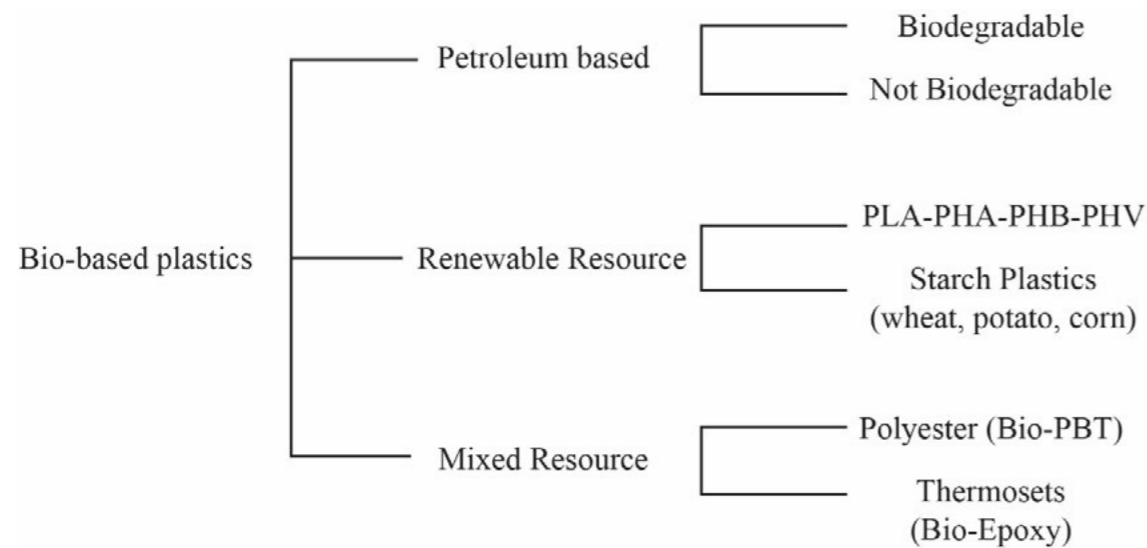 Biodegradable
Petroleum based
Not Biodegradable
PLA-PHA-PHB-PHV
Bio-based plastics
Renewable Resource
Starch Plastics
(wheat, potato, corn)
Polyester (Bio-PBT)
Mixed Resource
Thermosets
(Bio-Epoxy)